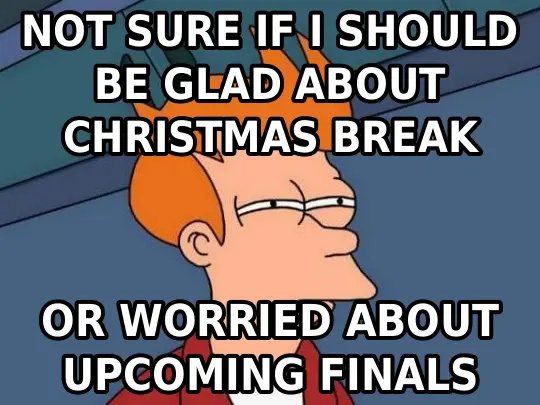 NOT SURE IF I SHOULD
BE GLAD ABOUT
CHRISTMAS BREAK
OR WORRIED ABOUT
UPCOMING FINALS